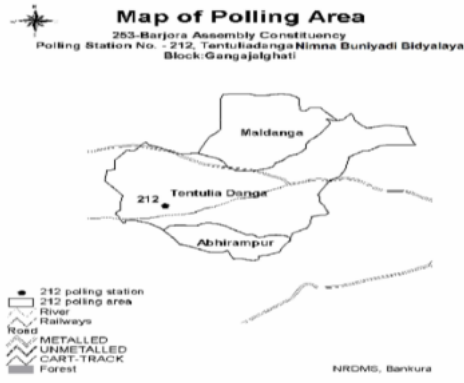 N
Map of Polling Area
253-Barjora Assembly Constituency
Polling Station No. - 212, Tentuliadanga Nimna Buniyadi Bidyalaya
Block:Gangajalghati
Maldanga
212
Tentulia Danga
Abhirampur
212 polling station
212 polling area
River
Railways
Road
METALLED
UNMETALLED
CART-TRACK
Forest
NRDMS, Bankura